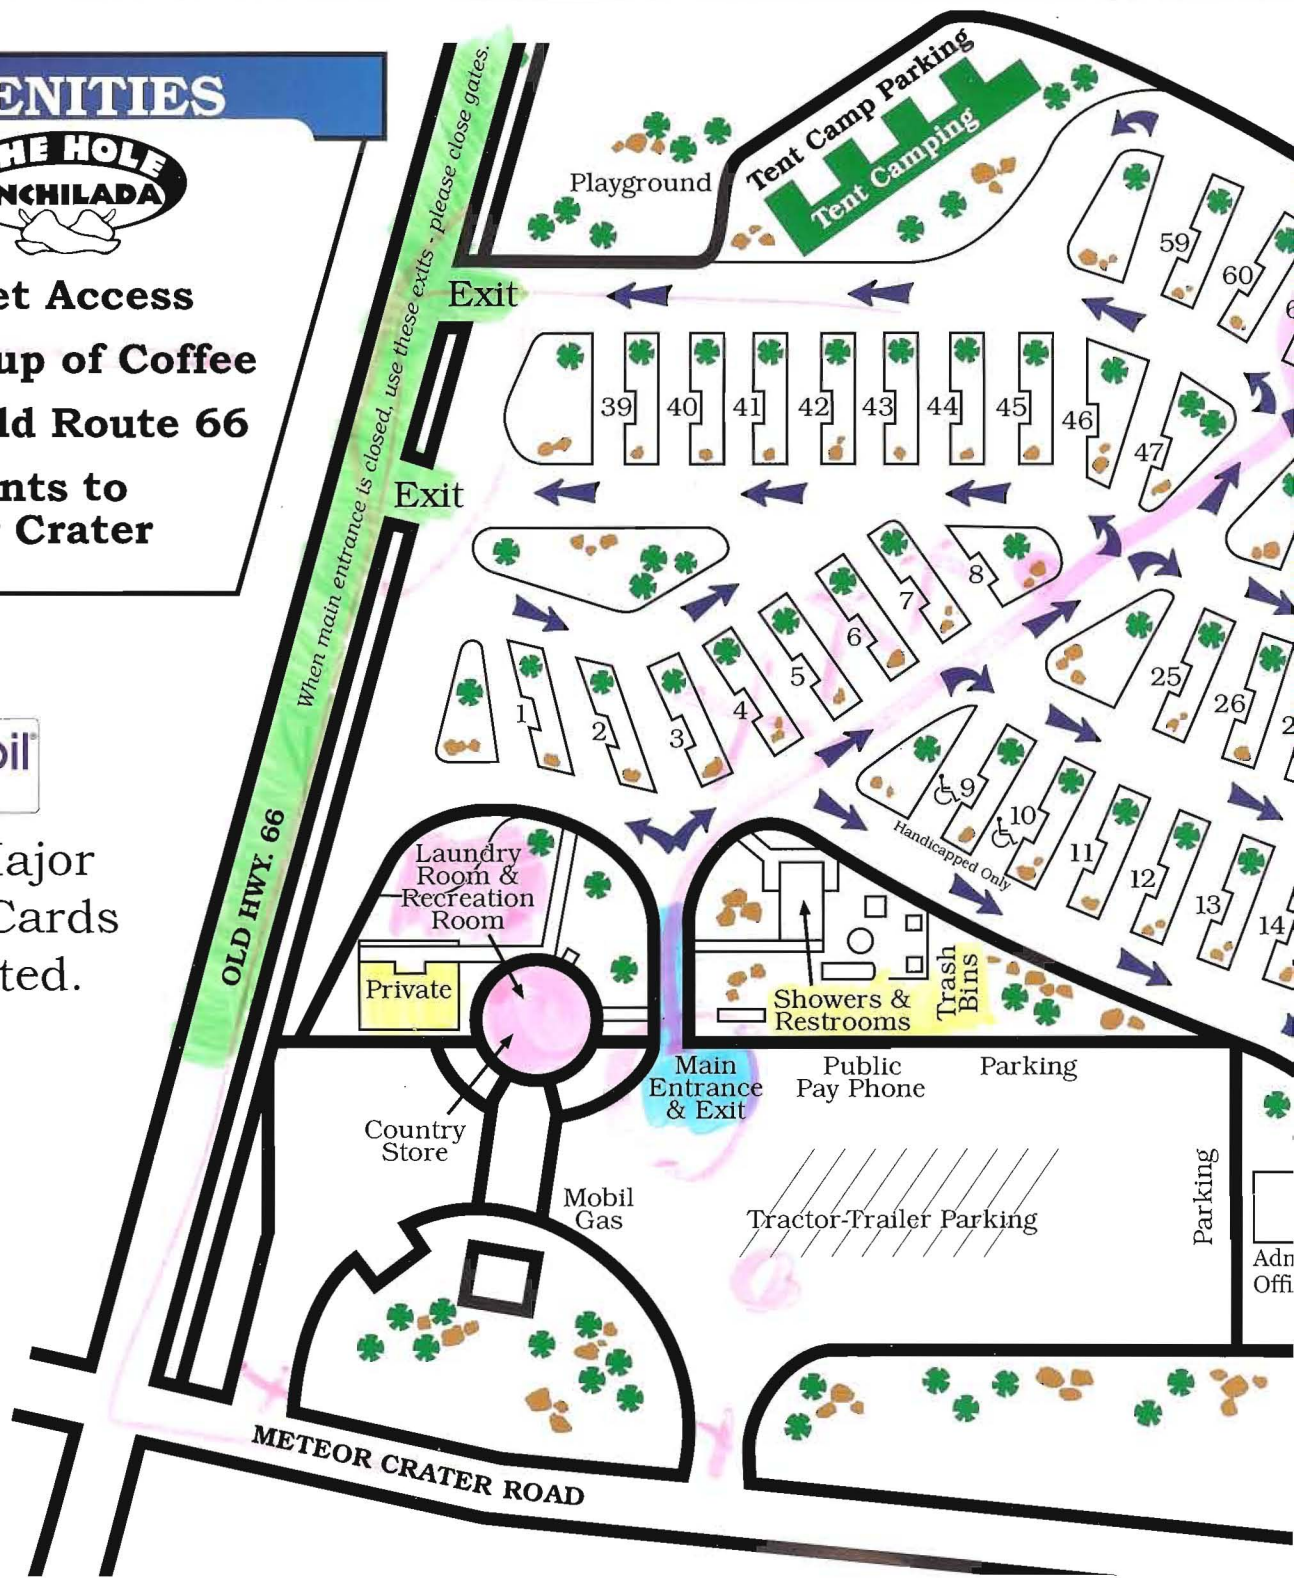 ENITIES
HE HOLE
NCHILADA
et Access
up of Coffee
ld Route 66
nts to
Crater
oil
ajor
Cards
ted.
When main entrance is closed, use these exits - please close gates.
OLD HWY. 66
Exit
Exit
Playground
Tent Camp Parking
Tent Camping
59
60
39
40
41
42
43
44
45
46
47
1
2
3
4
5
6
7
8
25
26
9
10
Handicapped Only
11
12
13
14
Laundry
Room &
Recreation
Room
Private
Showers &
Restrooms
Trash
Bins
Main
Entrance
& Exit
Public
Pay Phone
Parking
Country
Store
Mobil
Gas
Tractor-Trailer Parking
Parking
Adm
Offi
METEOR CRATER ROAD